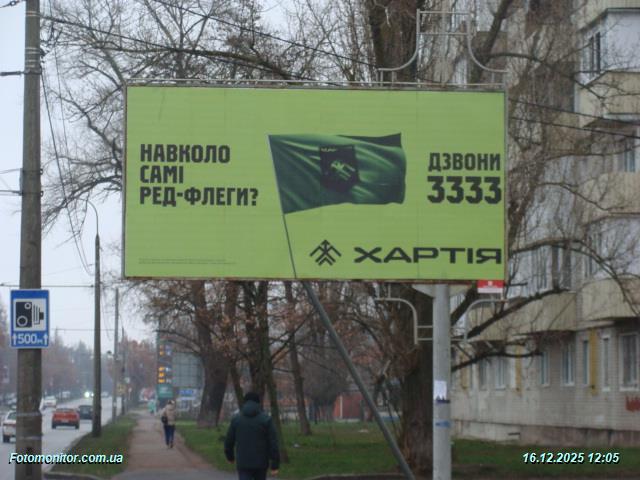 НАВКОЛО
САМІ
РЕД-ФЛЕГИ?
ДЗВОНИ
3333
ХАРТІЯ
500м
Fotomonitor.com.ua
16.12.2025 12:05